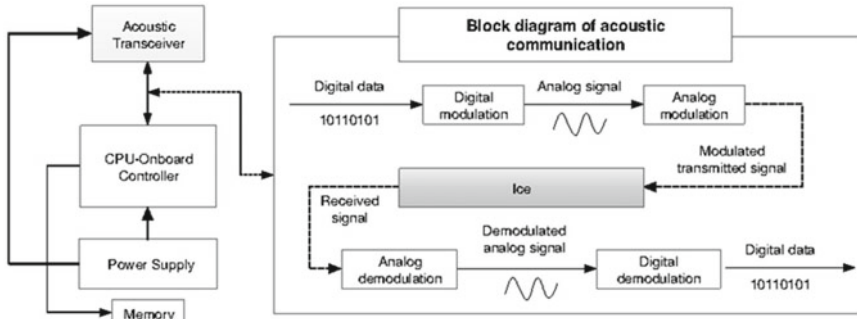 Acoustic
Transceiver
CPU-Onboard
Controller
Power Supply
Memory
Block diagram of acoustic
communication
Digital data
10110101
Digital
modulation
Analog signal
Analog
modulation
Modulated
transmitted signal
Ice
Received
signal
Analog
demodulation
Demodulated
analog signal
Digital
demodulation
Digital data
10110101